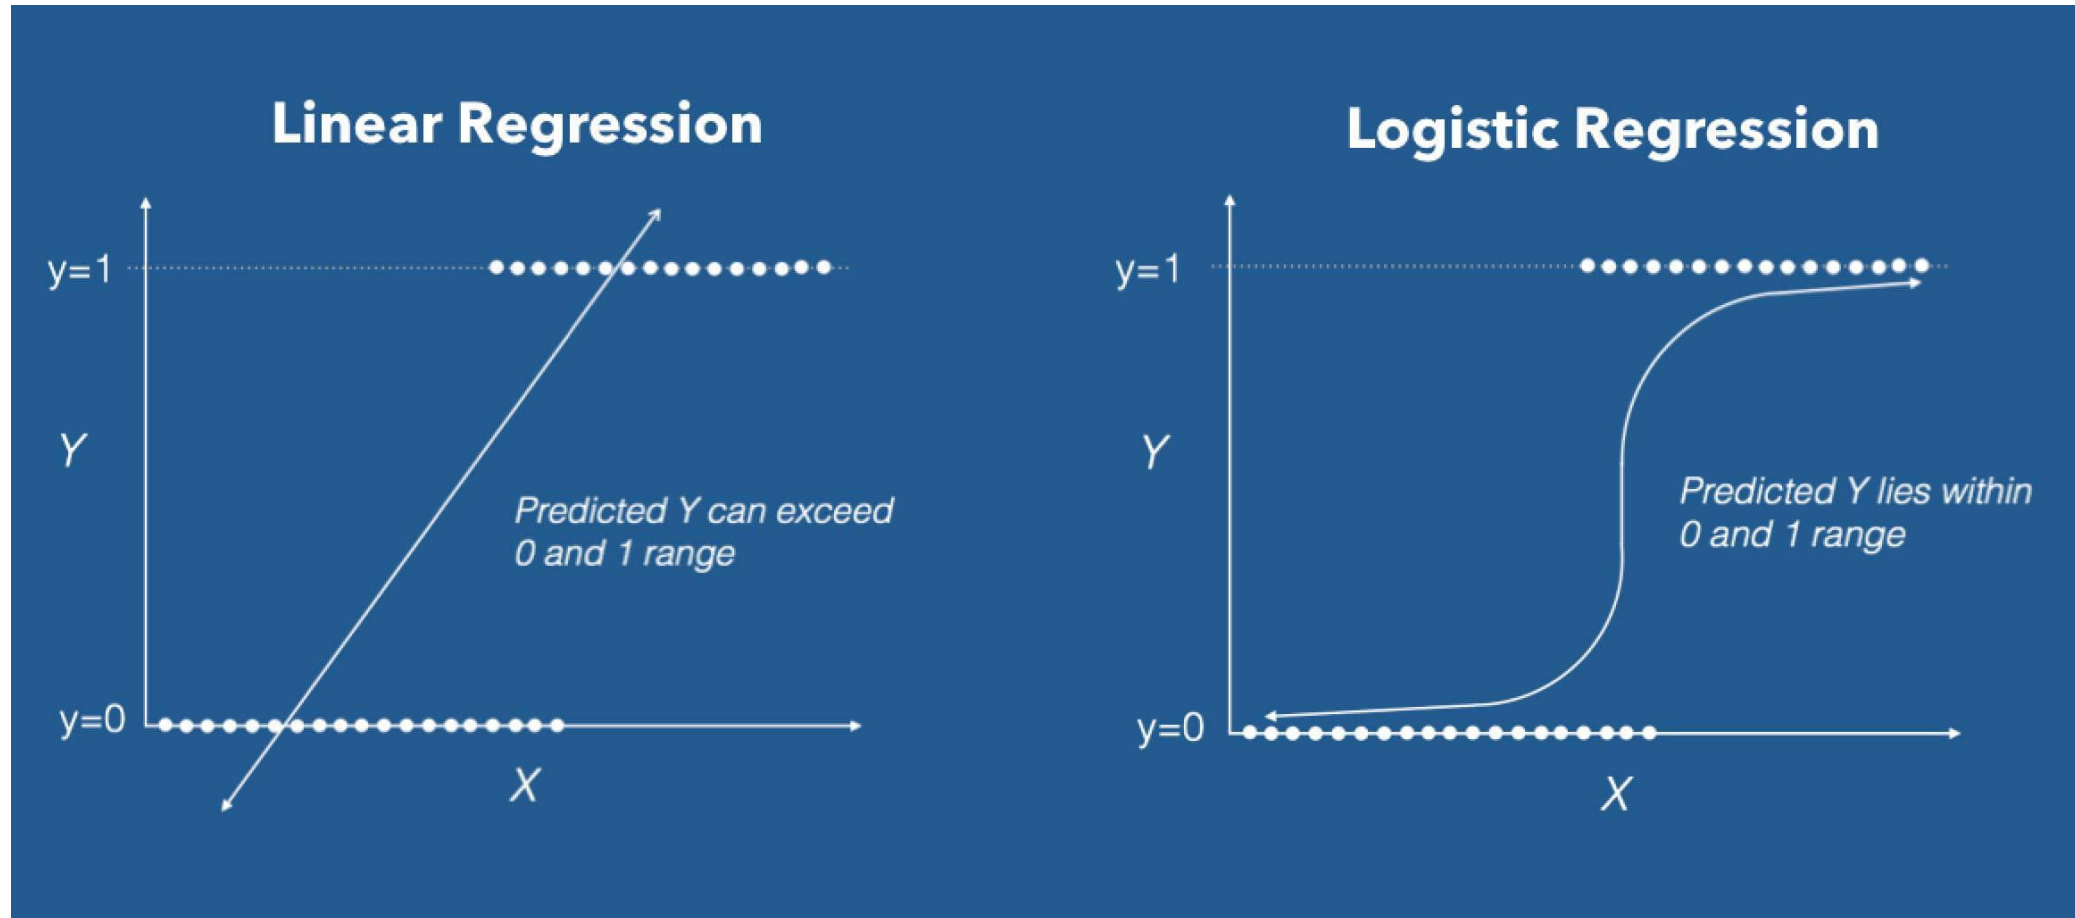 Linear Regression
y=1
Y
Predicted Y can exceed
0 and 1 range
y=0
X
Logistic Regression
y=1
Y
Predicted Y lies within
0 and 1 range
y=0
X